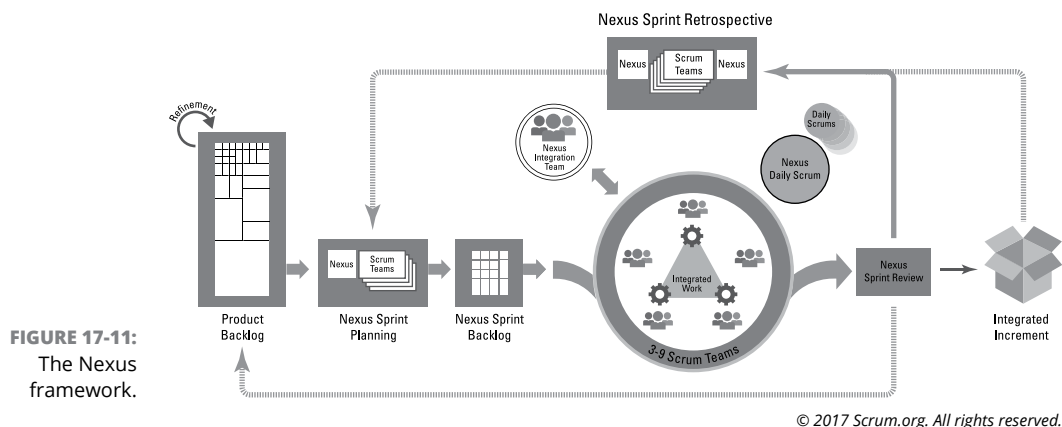 Nexus Sprint Retrospective
Nexus
Scrum
Teams
Nexus
Refinement
Nexus
Integration
Team
Daily
Scrums
Nexus
Daily Scrum
Nexus
Scrum
Teams
Integrated
Work
Nexus
Sprint Review
3-9 Scrum Teams
Product
Backlog
Nexus Sprint
Planning
Nexus Sprint
Backlog
Integrated
Increment
FIGURE 17-11:
The Nexus
framework.
© 2017 Scrum.org. All rights reserved.